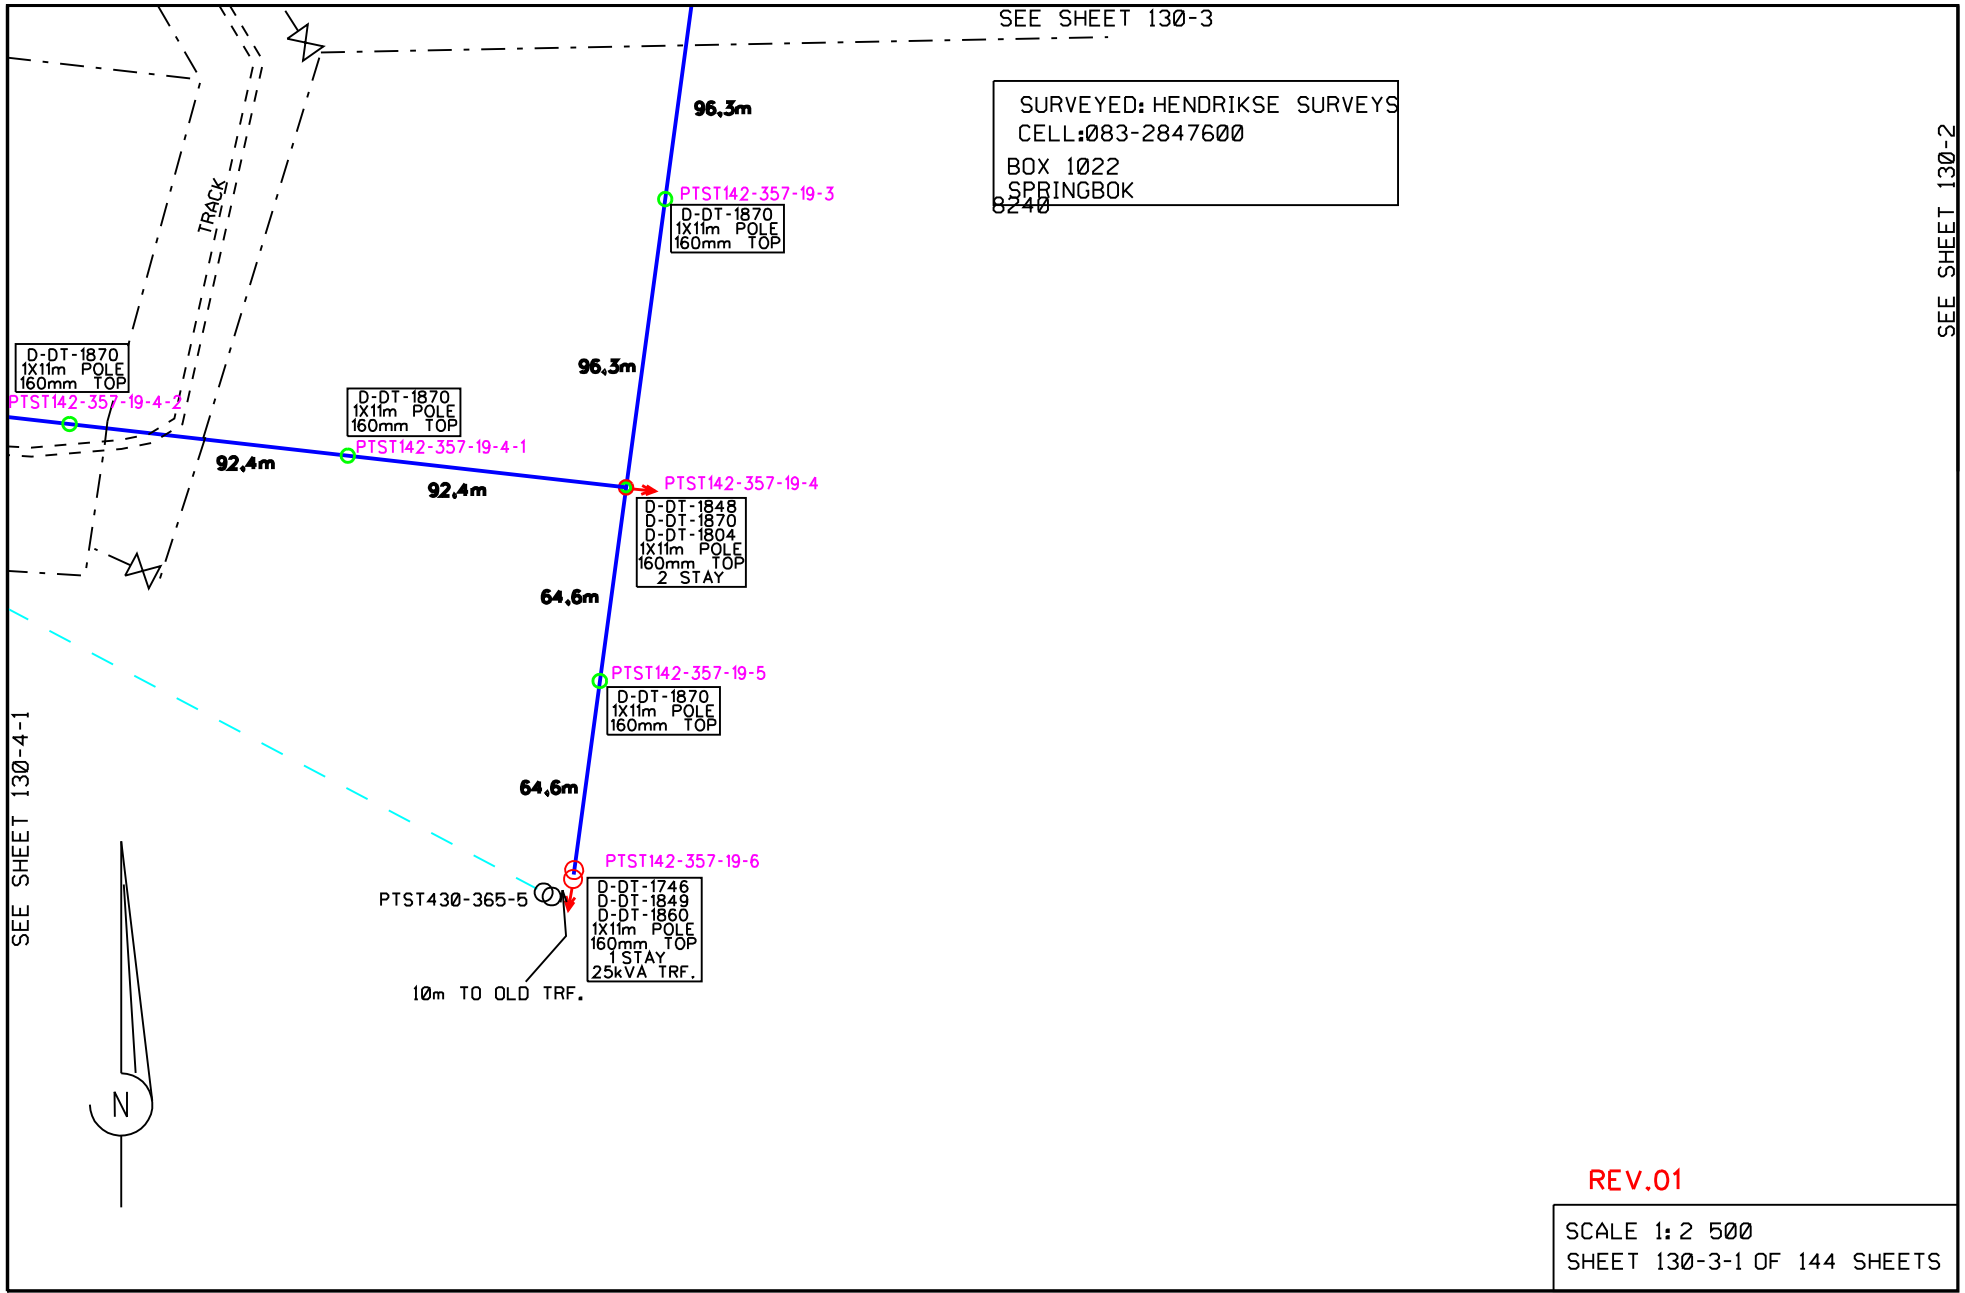 SEE SHEET 130-3
96,3m
SURVEYED: HENDRIKSE SURVEYS
CELL:083-2847600
BOX 1022
SPRINGBOK
8240
SEE SHEET 130-2
TRACK
PTST142-357-19-3
D-DT-1870
1X11m POLE
160mm TOP
96,3m
D-DT-1870
1X11m POLE
160mm TOP
PTST142-357-19-4-2
D-DT-1870
1X11m POLE
160mm TOP
PTST142-357-19-4-1
92,4m
92,4m
PTST142-357-19-4
D-DT-1848
D-DT-1870
D-DT-1804
1X11m POLE
160mm TOP
2 STAY
64,6m
PTST142-357-19-5
D-DT-1870
1X11m POLE
160mm TOP
SEE SHEET 130-4-1
64,6m
PTST142-357-19-6
D-DT-1746
D-DT-1849
D-DT-1860
1X11m POLE
160mm TOP
1 STAY
25kVA TRF.
PTST430-365-5
10m TO OLD TRF.
N
REV.01
SCALE 1:2 500
SHEET 130-3-1 OF 144 SHEETS